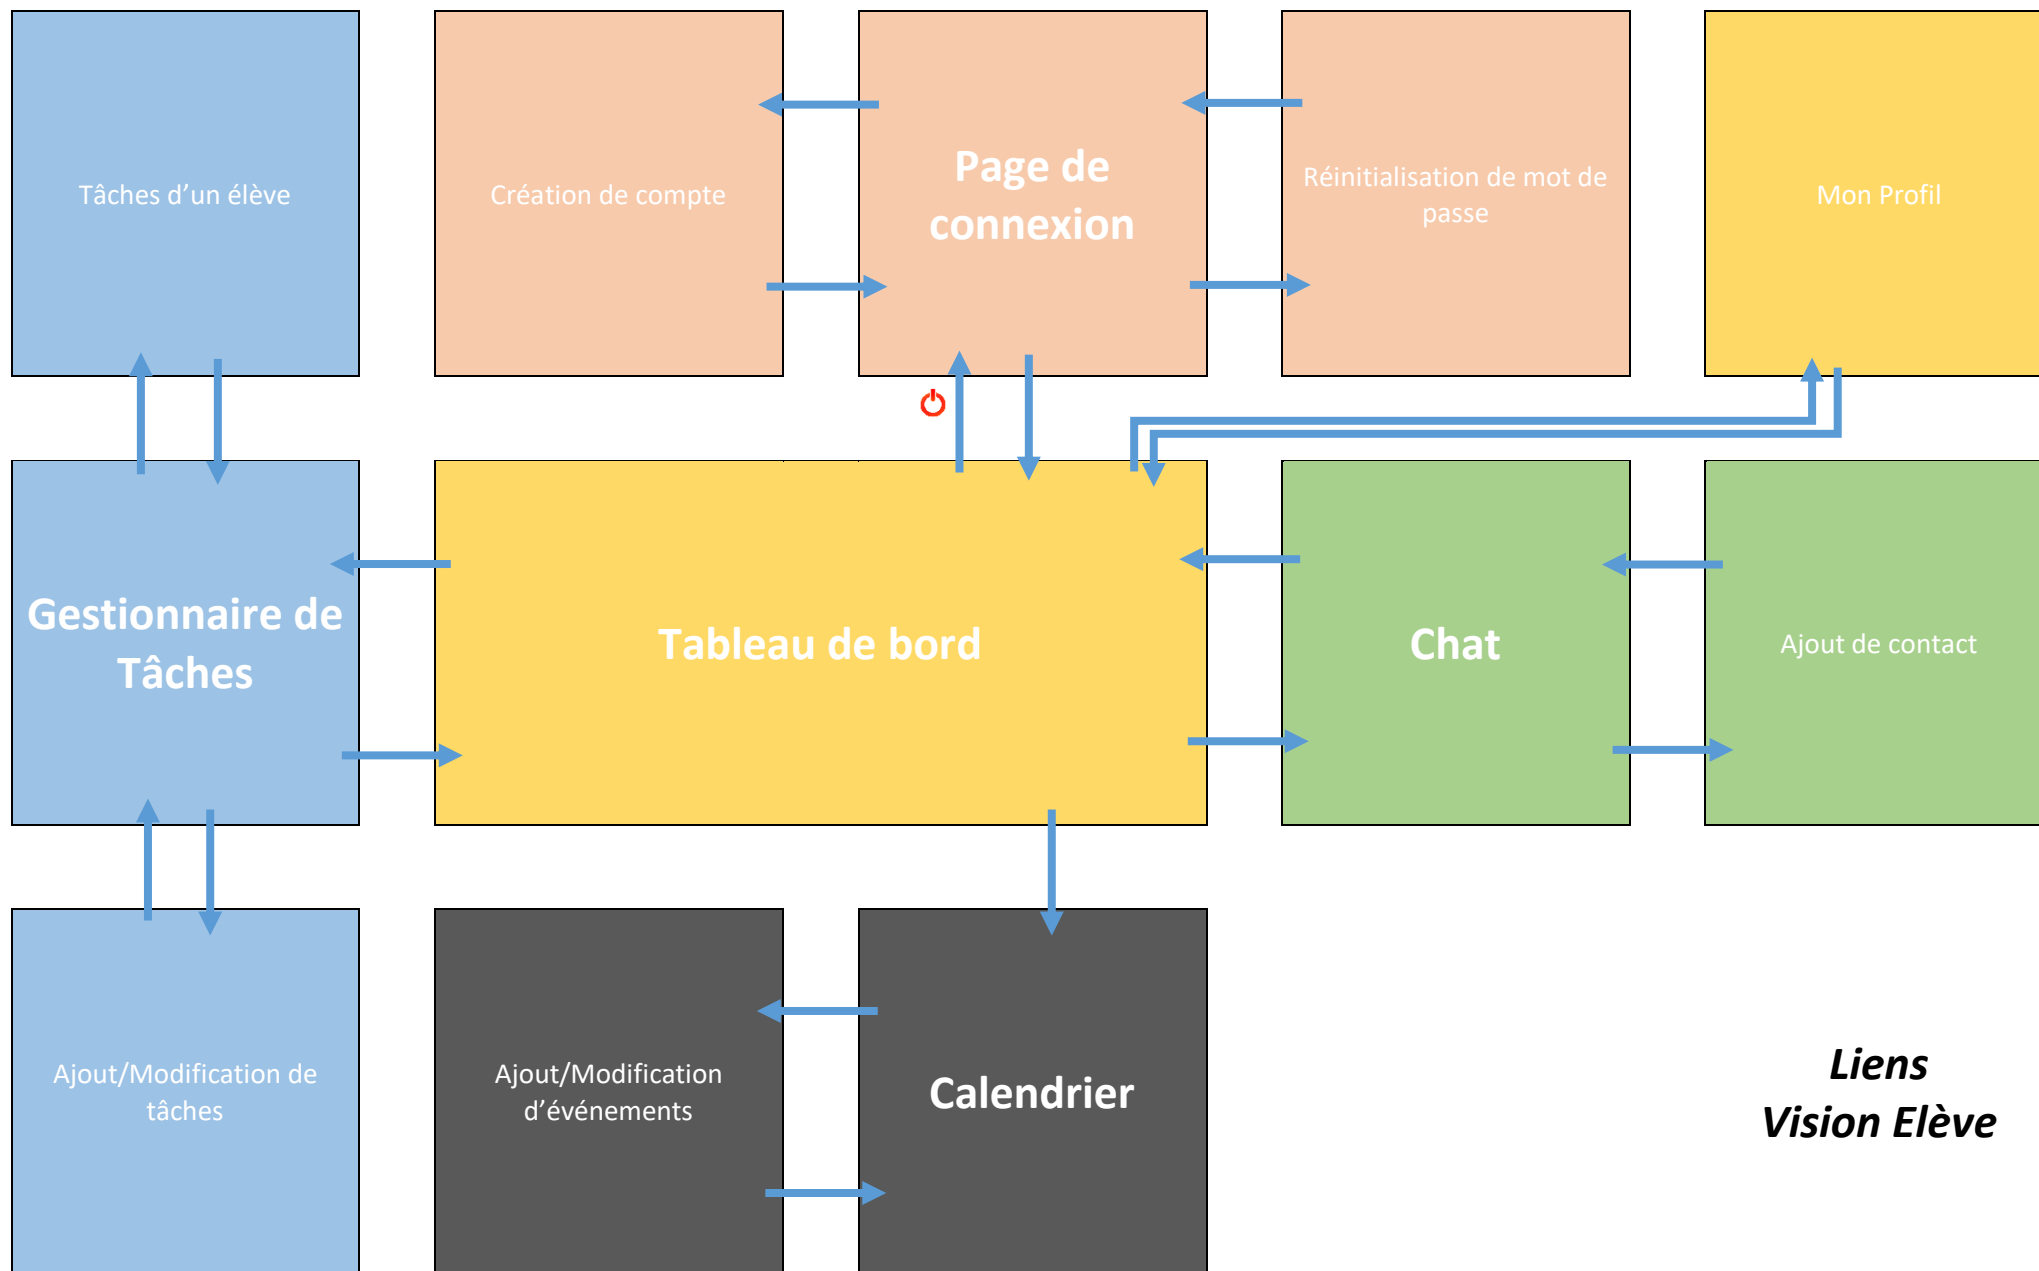 Tâches d’un élève
Création de compte
Page de
connexion
Réinitialisation de mot de
passe
Mon Profil
Gestionnaire de
Tâches
Tableau de bord
Chat
Ajout de contact
Ajout/Modification de
tâches
Ajout/Modification
d’événements
Calendrier
Liens
Vision Elève